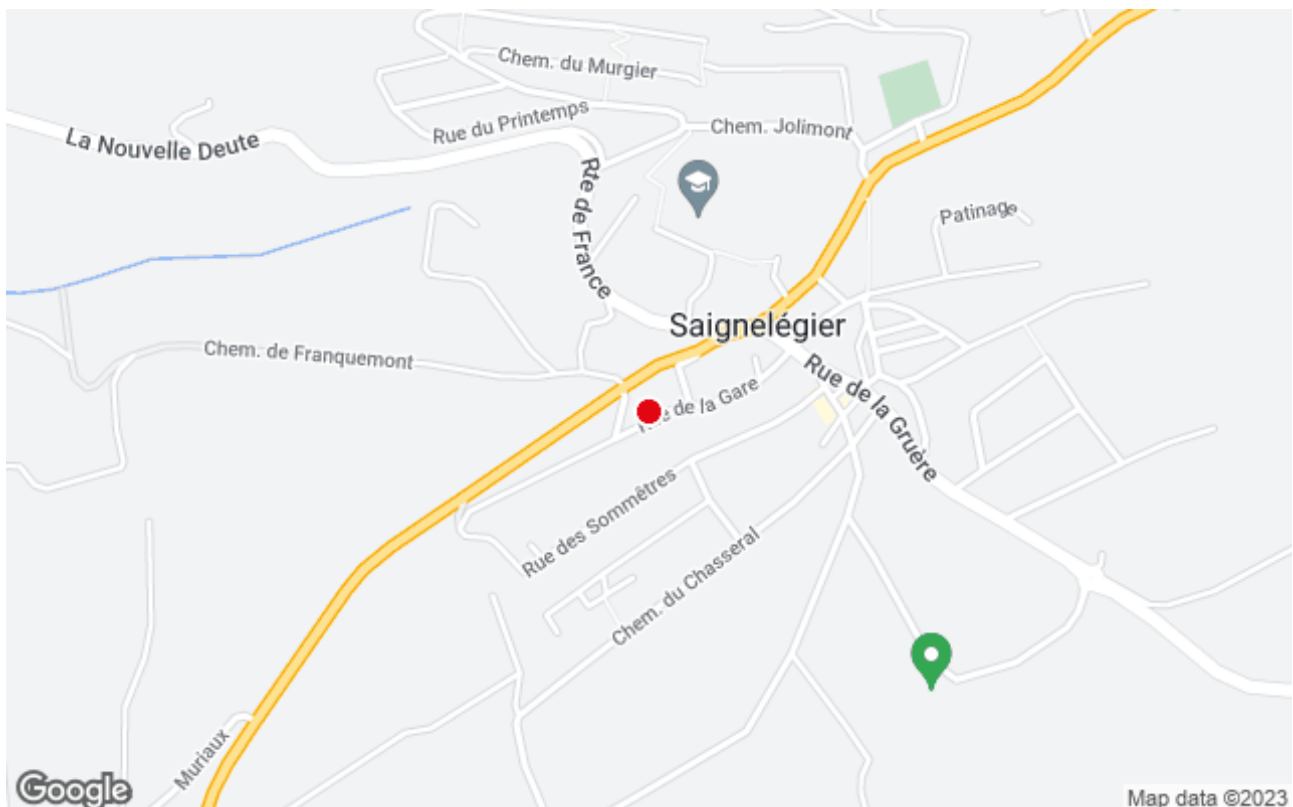 Chem. du Murgier
Rue du Printemps
Chem. Jolimont
La Nouvelle Deute
Rte de France
Patinage
Saignelégier
Chem. de Franquemont
Rue de la Gruère
de la Gare
Rue des Sommêtres
Chem. du Chasseral
Muriaux
Google
Map data ©2023